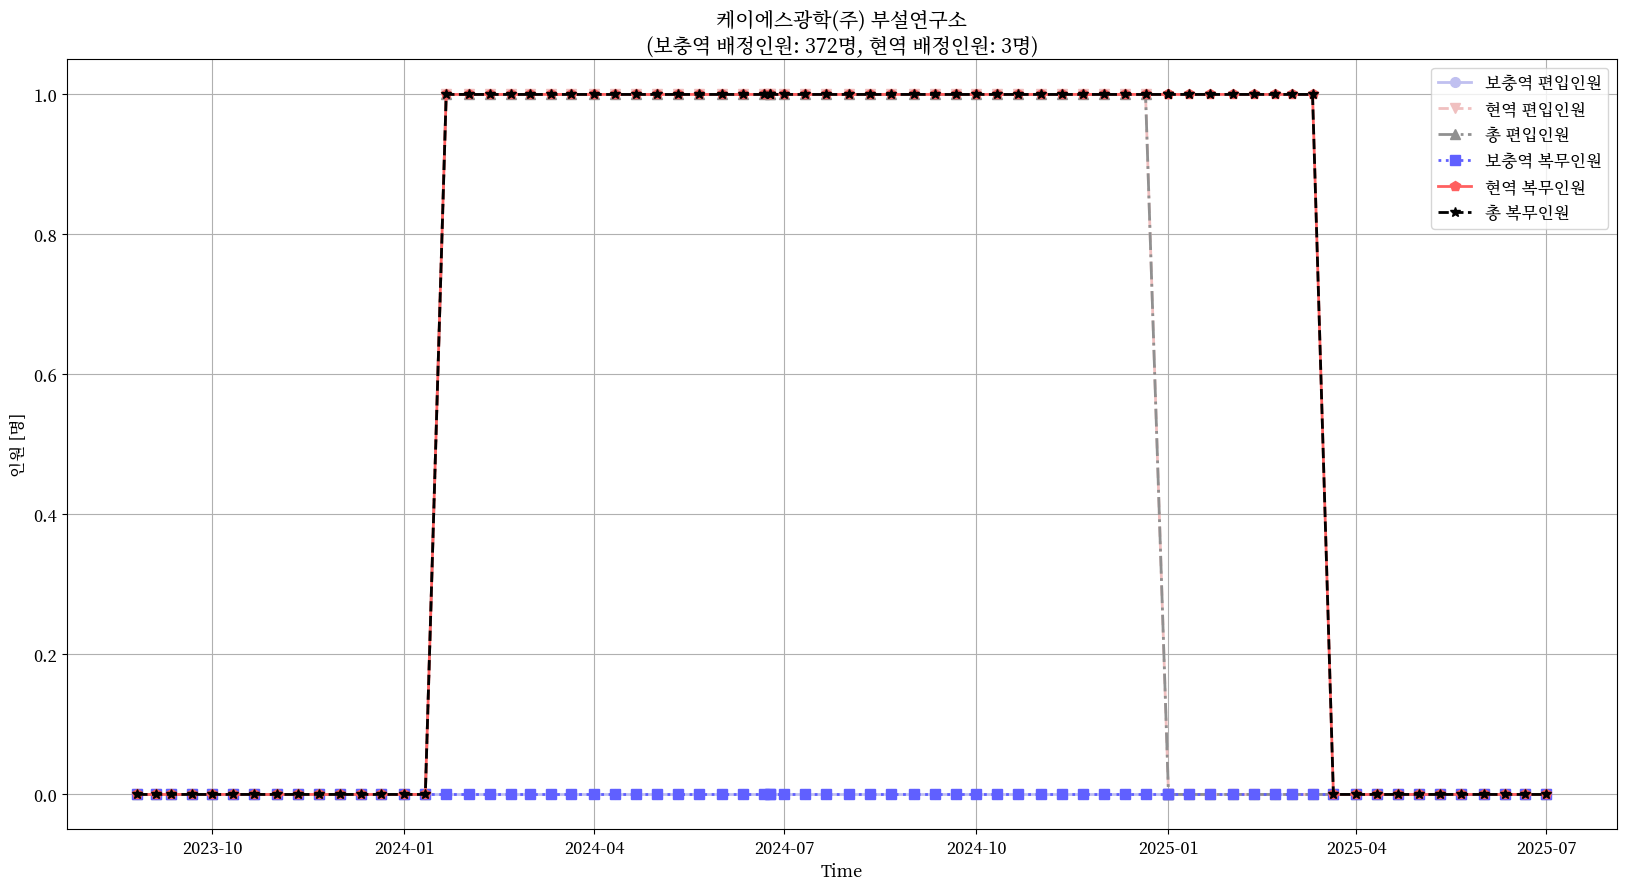 케이에스광학(주) 부설연구소
(보충역 배정인원: 372명, 현역 배정인원: 3명)
보충역 편입인원
현역 편입인원
총 편입인원
보충역 복무인원
현역 복무인원
총 복무인원
인원 [명]
1.0
0.8
0.6
0.4
0.2
0.0
2023-10
2024-01
2024-04
2024-07
2024-10
2025-01
2025-04
2025-07
Time